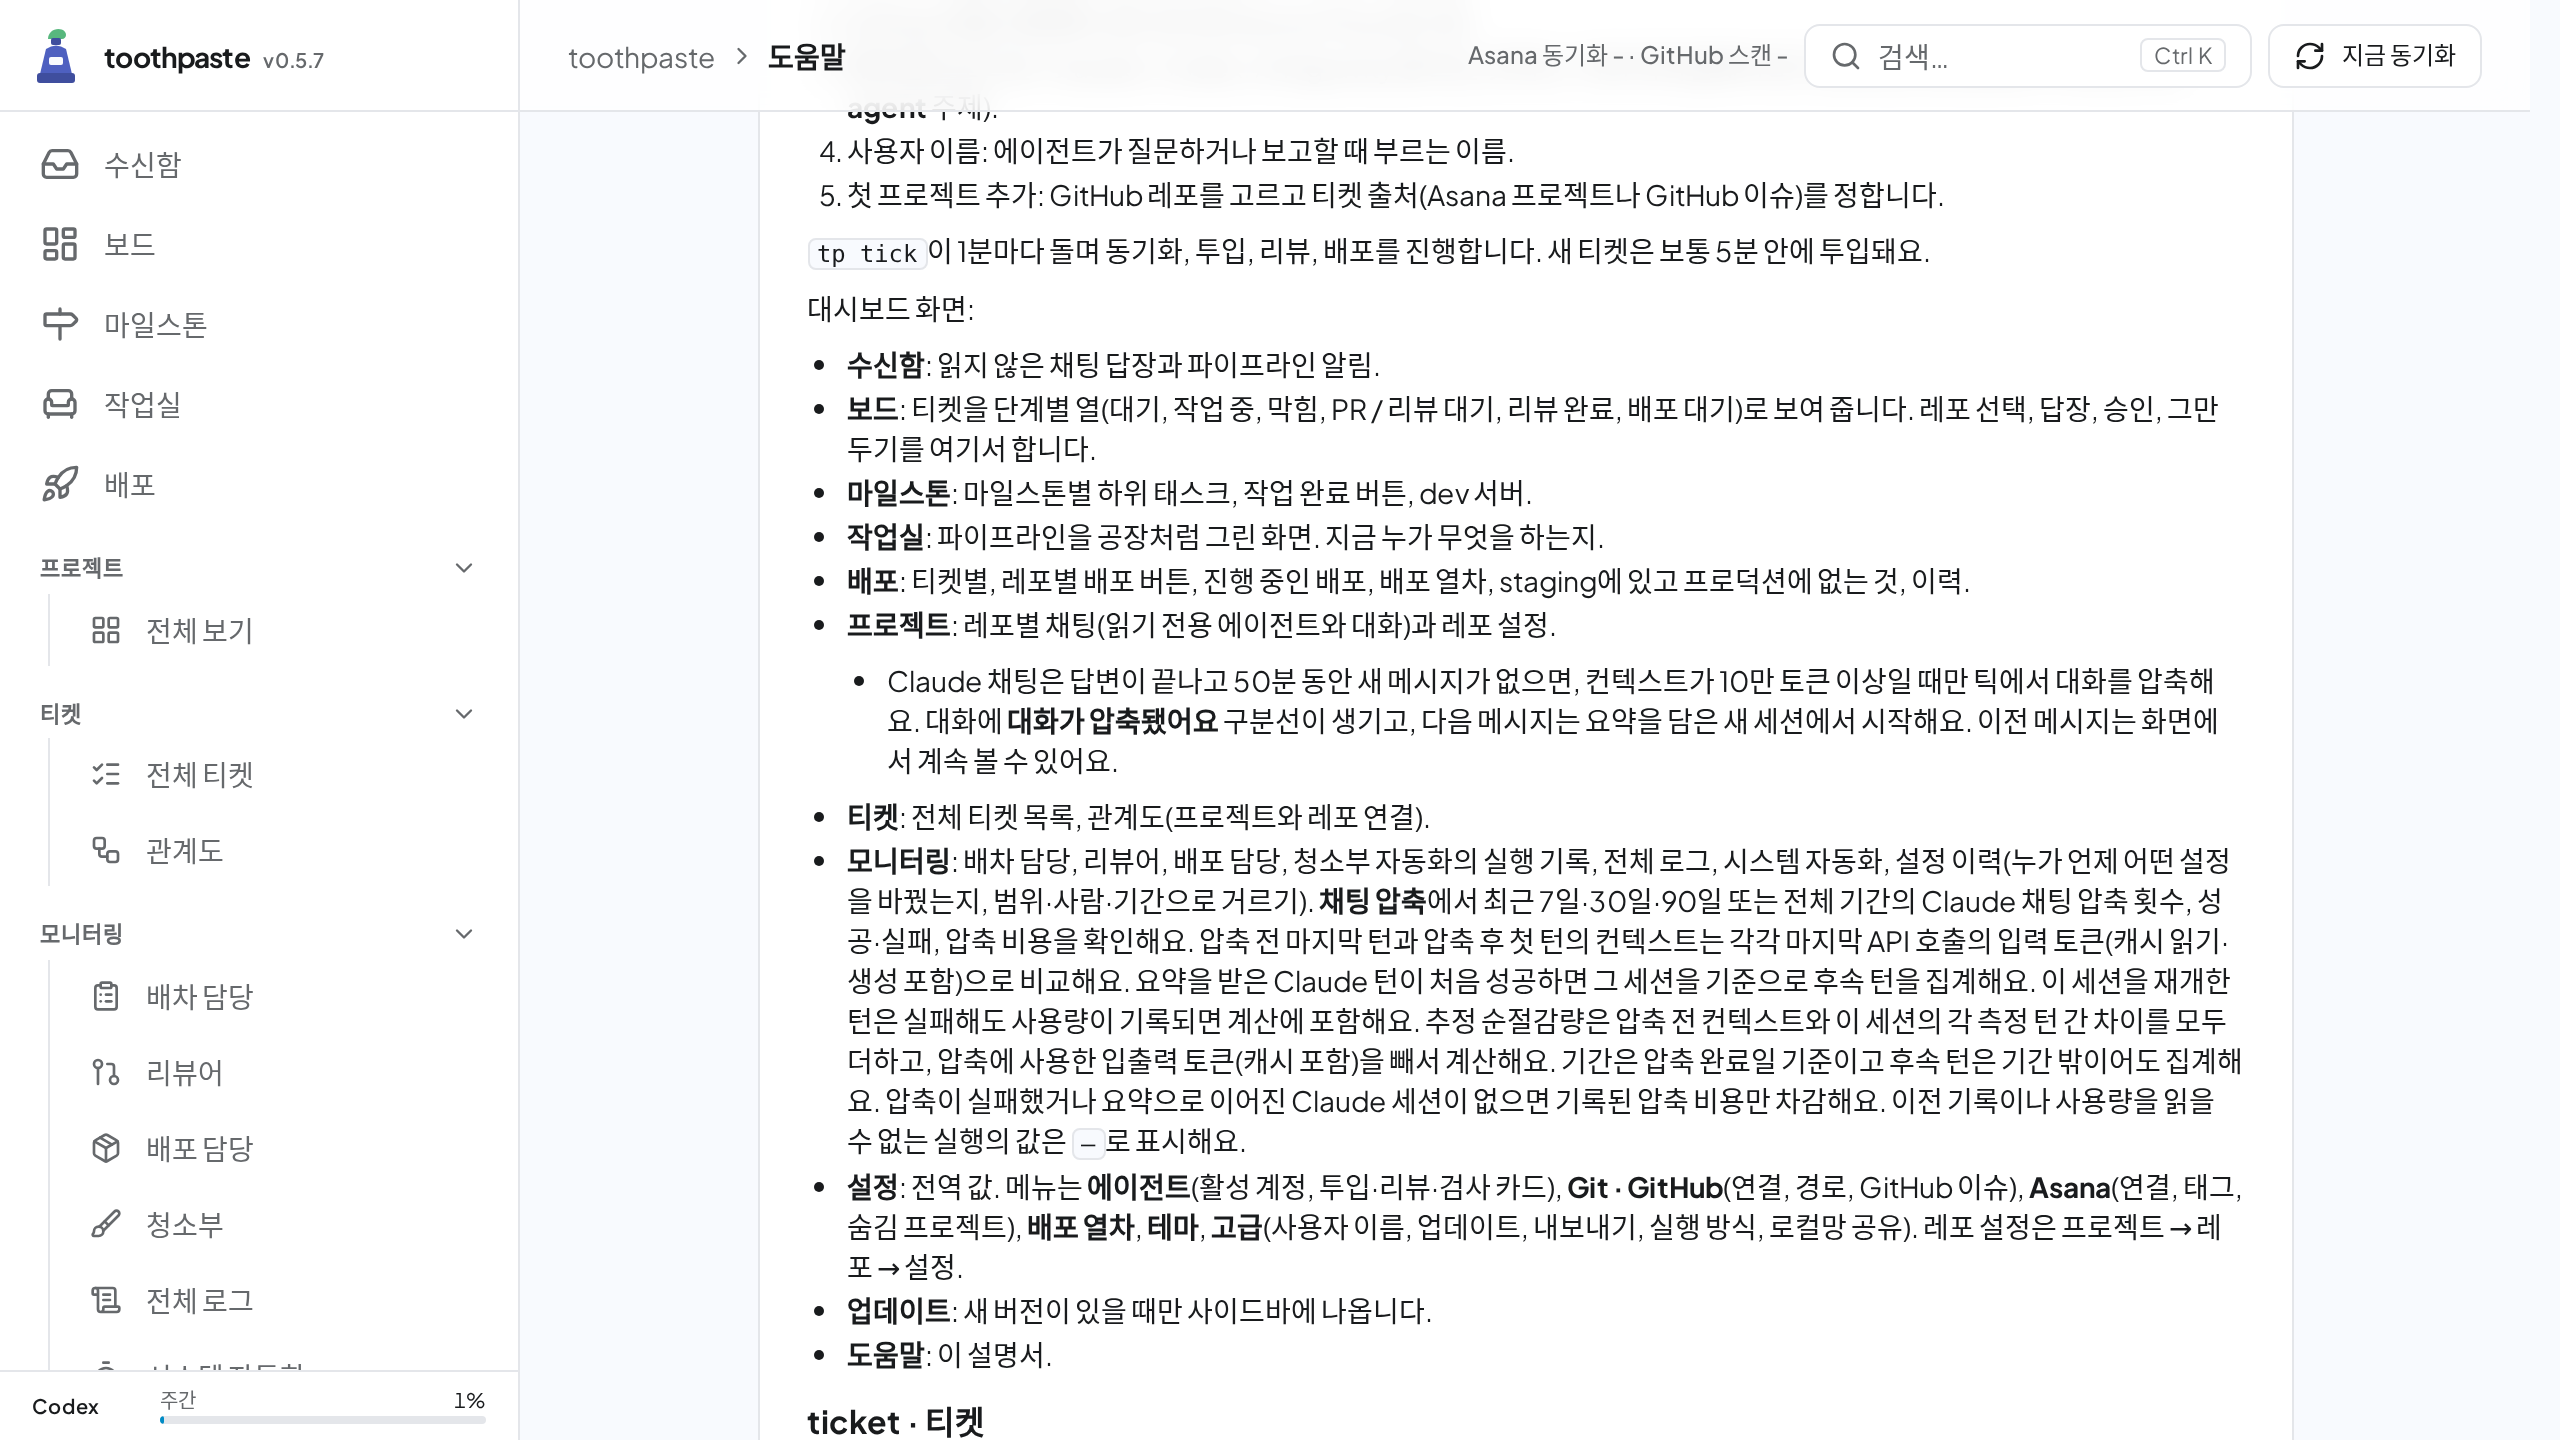 toothpaste v0.5.7
toothpaste > 도움말
Asana 동기화 - · GitHub 스캔 -
검색...
Ctrl K
지금 동기화
수신함
보드
마일스톤
작업실
배포
프로젝트
전체 보기
티켓
전체 티켓
관계도
모니터링
배차 담당
리뷰어
배포 담당
청소부
전체 로그
Codex
주간
1%
agent 주제).
4. 사용자 이름: 에이전트가 질문하거나 보고할 때 부르는 이름.
5. 첫 프로젝트 추가: GitHub 레포를 고르고 티켓 출처(Asana 프로젝트나 GitHub 이슈)를 정합니다.
tp tick이 1분마다 돌며 동기화, 투입, 리뷰, 배포를 진행합니다. 새 티켓은 보통 5분 안에 투입돼요.
대시보드 화면:
• 수신함: 읽지 않은 채팅 답장과 파이프라인 알림.
• 보드: 티켓을 단계별 열(대기, 작업 중, 막힘, PR / 리뷰 대기, 리뷰 완료, 배포 대기)로 보여 줍니다. 레포 선택, 답장, 승인, 그만
두기를 여기서 합니다.
• 마일스톤: 마일스톤별 하위 태스크, 작업 완료 버튼, dev 서버.
• 작업실: 파이프라인을 공장처럼 그린 화면. 지금 누가 무엇을 하는지.
• 배포: 티켓별, 레포별 배포 버튼, 진행 중인 배포, 배포 열차, staging에 있고 프로덕션에 없는 것, 이력.
• 프로젝트: 레포별 채팅(읽기 전용 에이전트와 대화)과 레포 설정.
• Claude 채팅은 답변이 끝나고 50분 동안 새 메시지가 없으면, 컨텍스트가 10만 토큰 이상일 때만 틱에서 대화를 압축해
요. 대화에 대화가 압축됐어요 구분선이 생기고, 다음 메시지는 요약을 담은 새 세션에서 시작해요. 이전 메시지는 화면에
서 계속 볼 수 있어요.
• 티켓: 전체 티켓 목록, 관계도(프로젝트와 레포 연결).
• 모니터링: 배차 담당, 리뷰어, 배포 담당, 청소부 자동화의 실행 기록, 전체 로그, 시스템 자동화, 설정 이력(누가 언제 어떤 설정
을 바꿨는지, 범위·사람·기간으로 거르기). 채팅 압축에서 최근 7일·30일·90일 또는 전체 기간의 Claude 채팅 압축 횟수, 성
공·실패, 압축 비용을 확인해요. 압축 전 마지막 턴과 압축 후 첫 턴의 컨텍스트는 각각 마지막 API 호출의 입력 토큰(캐시 읽기·
생성 포함)으로 비교해요. 요약을 받은 Claude 턴이 처음 성공하면 그 세션을 기준으로 후속 턴을 집계해요. 이 세션을 재개한
턴은 실패해도 사용량이 기록되면 계산에 포함해요. 추정 순절감량은 압축 전 컨텍스트와 이 세션의 각 측정 턴 간 차이를 모두
더하고, 압축에 사용한 입출력 토큰(캐시 포함)을 빼서 계산해요. 기간은 압축 완료일 기준이고 후속 턴은 기간 밖이어도 집계해
요. 압축이 실패했거나 요약으로 이어진 Claude 세션이 없으면 기록된 압축 비용만 차감해요. 이전 기록이나 사용량을 읽을
수 없는 실행의 값은 —로 표시해요.
• 설정: 전역 값. 메뉴는 에이전트(활성 계정, 투입·리뷰·검사 카드), Git · GitHub(연결, 경로, GitHub 이슈), Asana(연결, 태그,
숨김 프로젝트), 배포 열차, 테마, 고급(사용자 이름, 업데이트, 내보내기, 실행 방식, 로컬망 공유). 레포 설정은 프로젝트 → 레
포 → 설정.
• 업데이트: 새 버전이 있을 때만 사이드바에 나옵니다.
• 도움말: 이 설명서.
ticket · 티켓